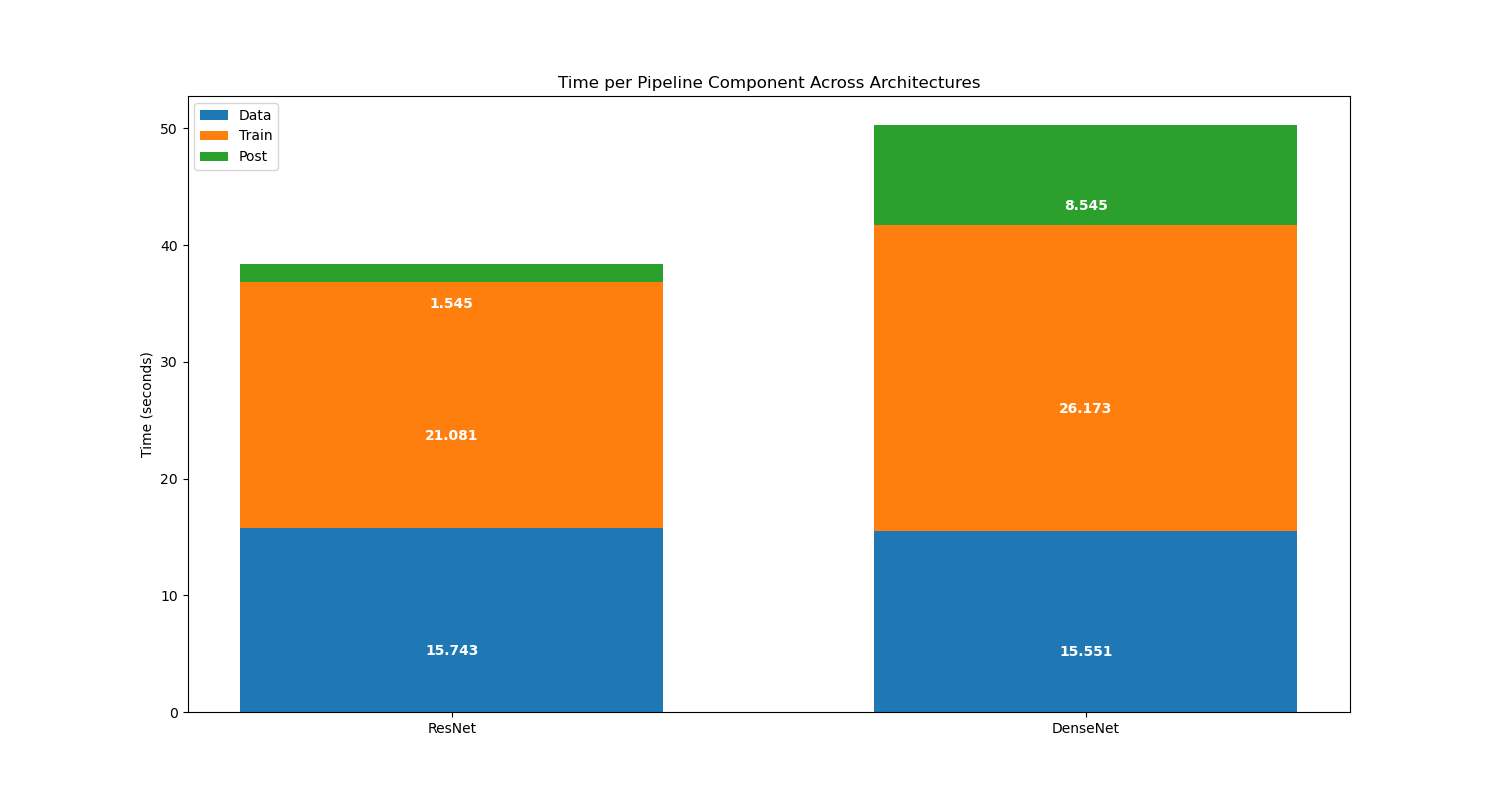 Time per Pipeline Component Across Architectures
Data
Train
Post
Time (seconds)
50
40
30
20
10
0
1.545
21.081
15.743
8.545
26.173
15.551
ResNet
DenseNet